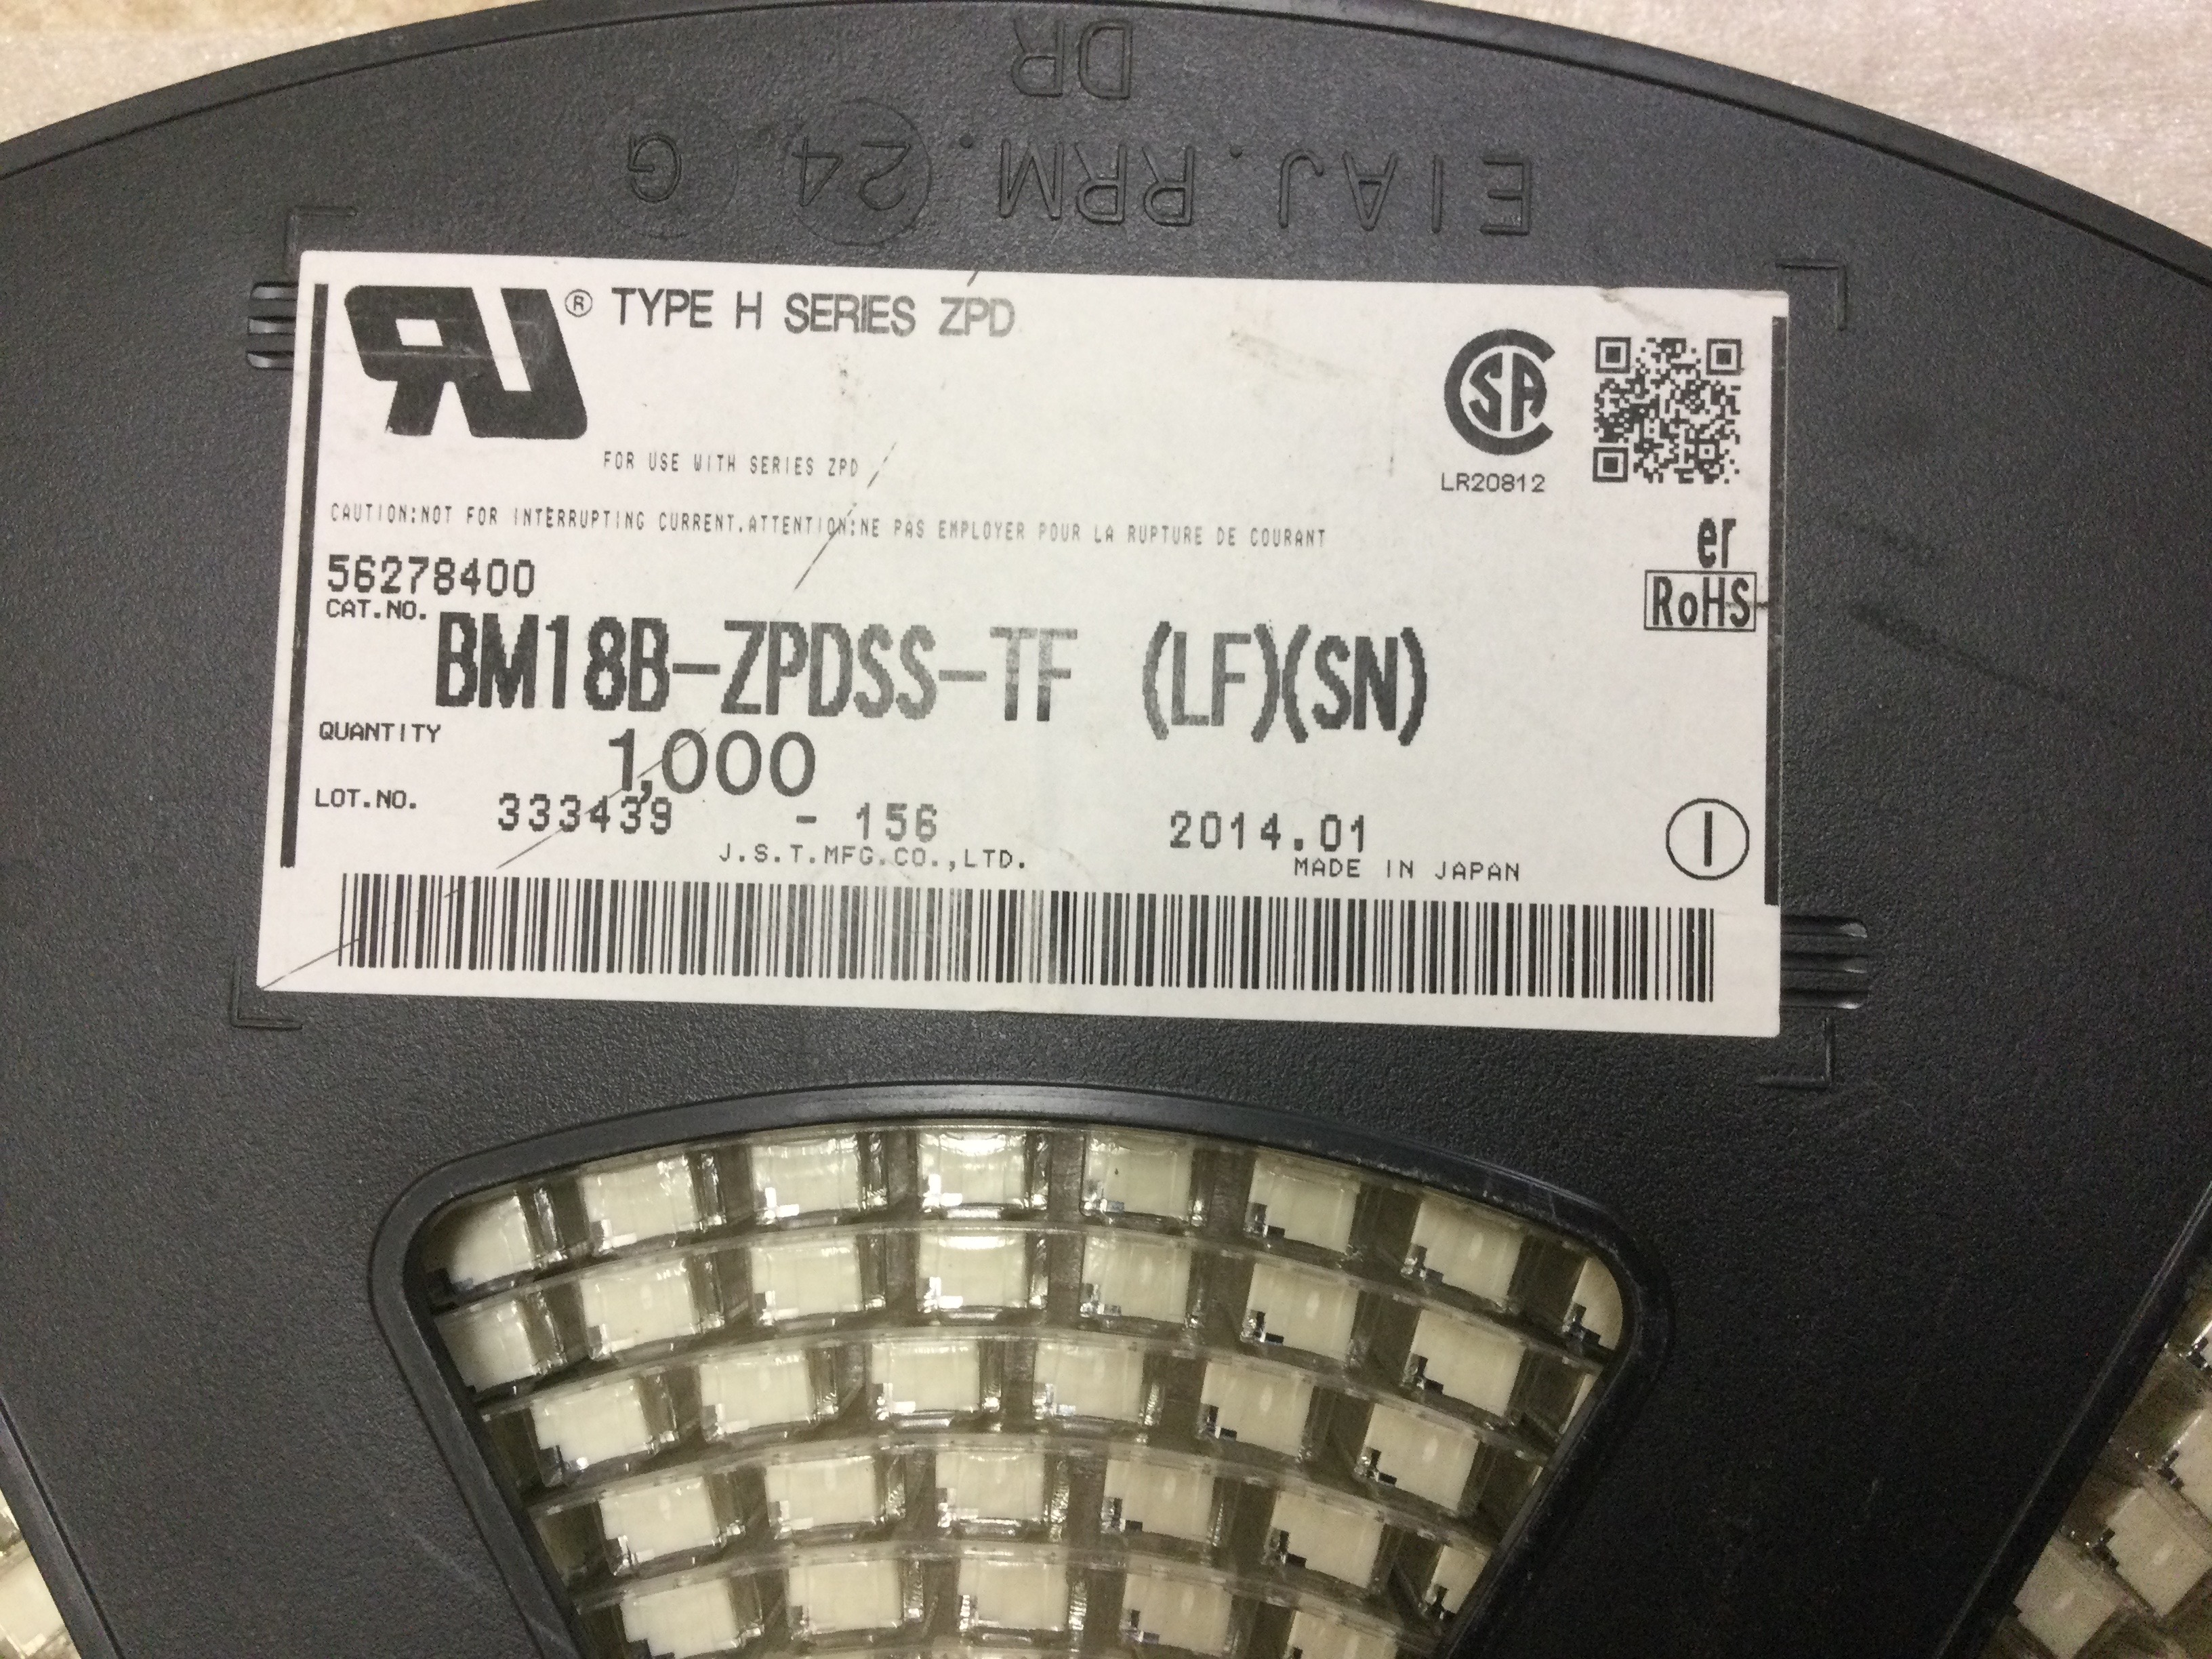 DR
EIAJ.RRM.24 G
® TYPE H SERIES ZPD
FOR USE WITH SERIES ZPD
LR20812
CAUTION:NOT FOR INTERRUPTING CURRENT.ATTENTION:NE PAS EMPLOYER POUR LA RUPTURE DE COURANT
er
RoHS
56278400
CAT.NO. BM18B-ZPDSS-TF (LF)(SN)
QUANTITY 1,000
LOT.NO. 333439 - 156 2014.01
J.S.T.MFG.CO.,LTD. MADE IN JAPAN